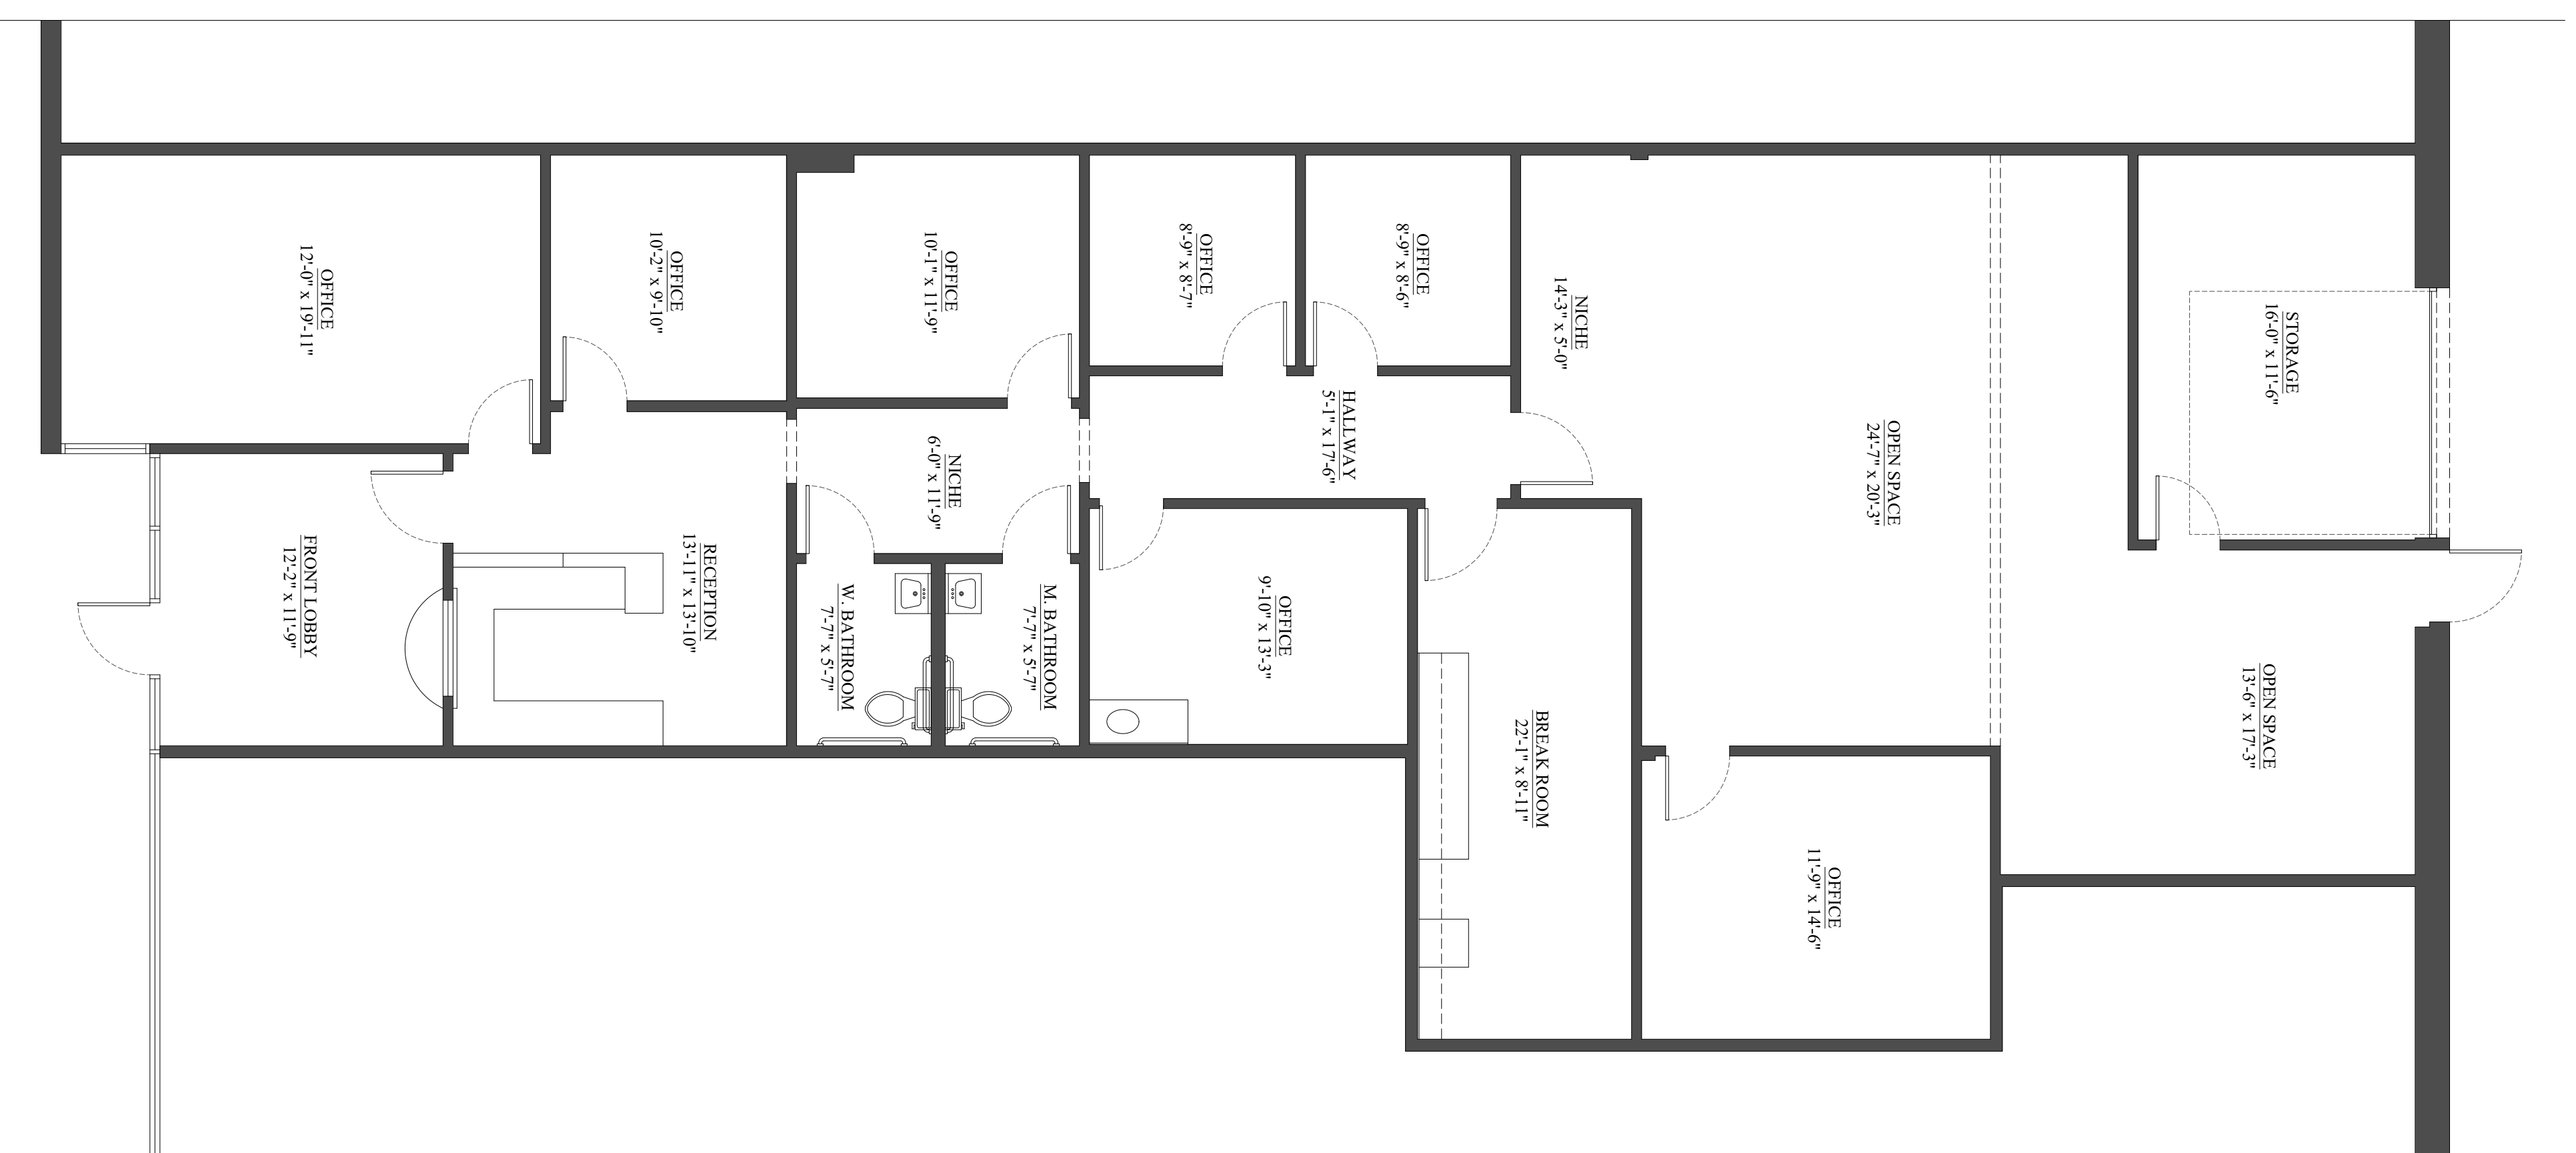 OFFICE
12'-0" x 19'-11"
OFFICE
10'-2" x 9'-10"
OFFICE
10'-1" x 11'-9"
OFFICE
8'-9" x 8'-7"
OFFICE
8'-9" x 8'-6"
NICHE
14'-3" x 5'-0"
OPEN SPACE
24'-7" x 20'-3"
STORAGE
16'-0" x 11'-6"
HALLWAY
5'-1" x 17'-6"
NICHE
6'-0" x 11'-9"
FRONT LOBBY
12'-2" x 11'-9"
RECEPTION
13'-11" x 13'-10"
W. BATHROOM
7'-7" x 5'-7"
M. BATHROOM
7'-7" x 5'-7"
OFFICE
9'-10" x 13'-3"
BREAK ROOM
22'-1" x 8'-11"
OFFICE
11'-9" x 14'-6"
OPEN SPACE
13'-6" x 17'-3"